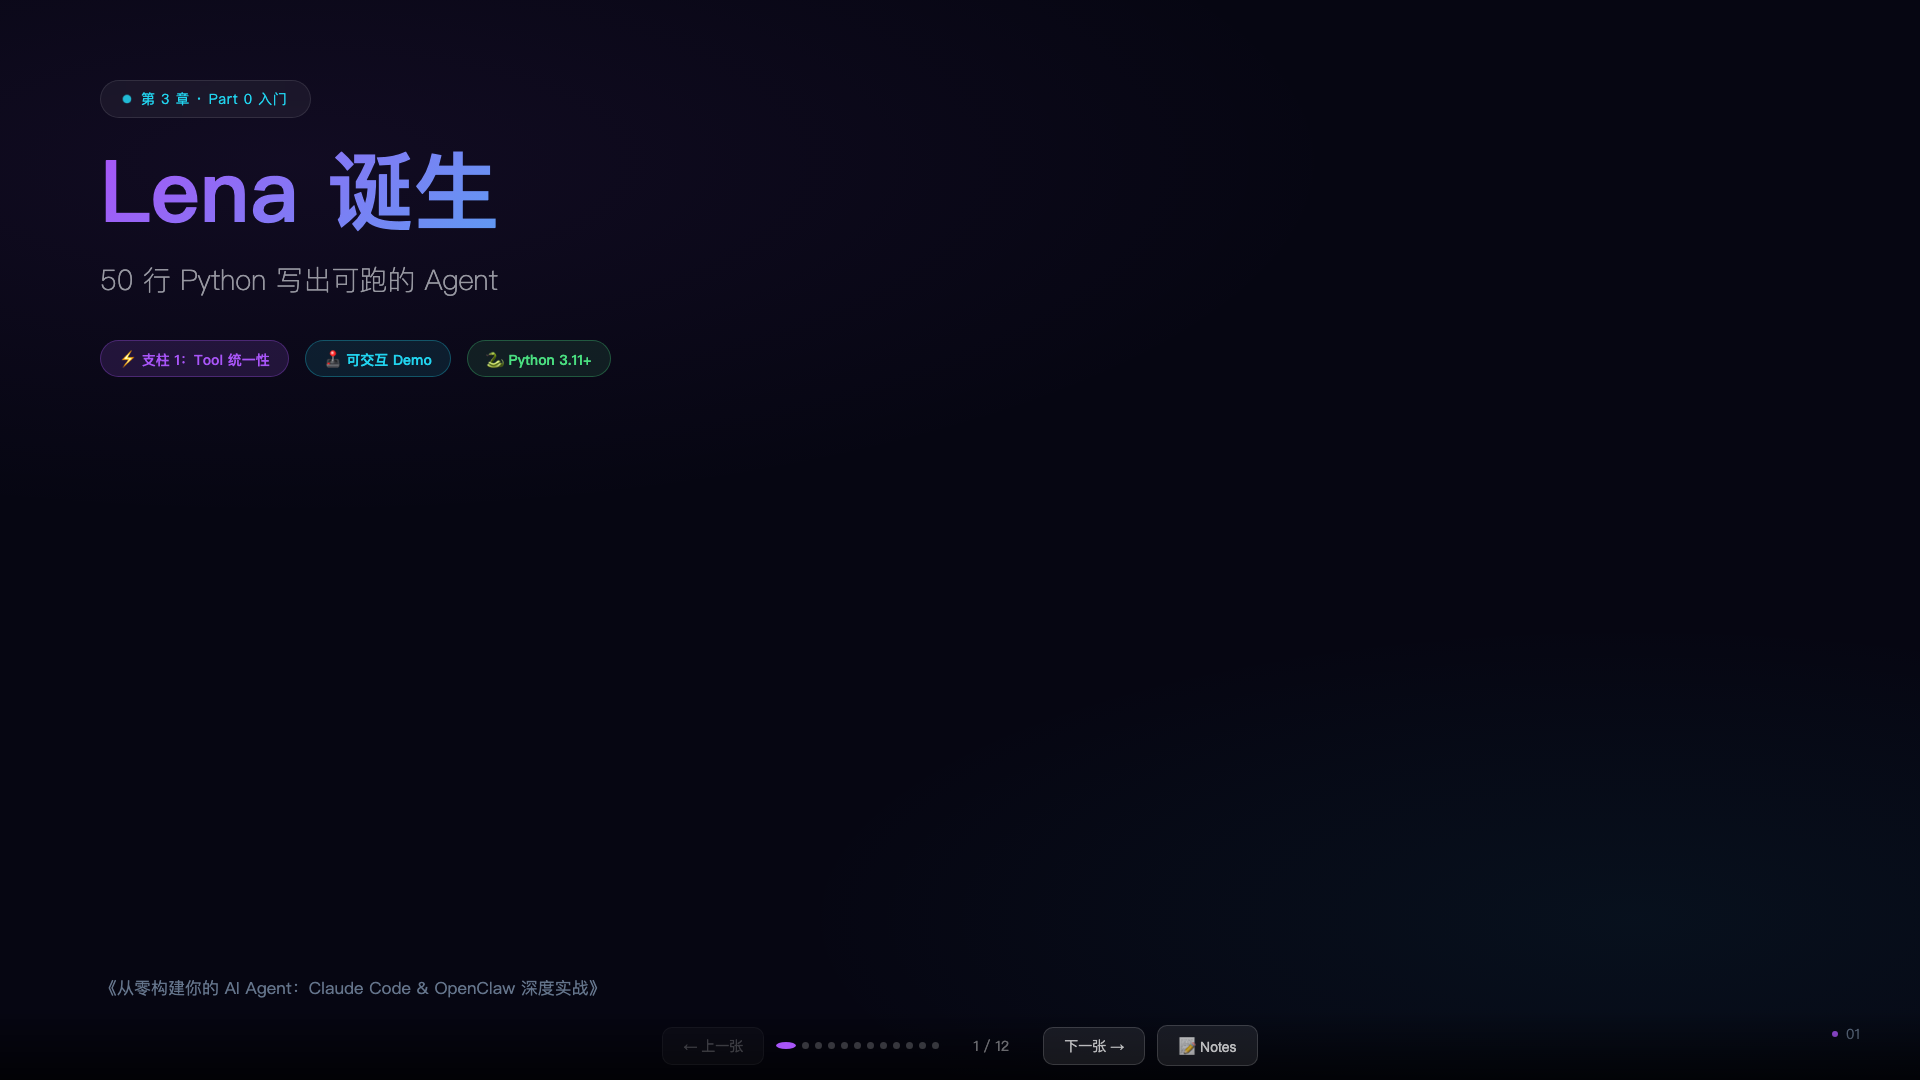 第 3 章 · Part 0 入门
Lena 诞生
50 行 Python 写出可跑的 Agent
⚡ 支柱 1：Tool 统一性
🕹️ 可交互 Demo
🐍 Python 3.11+
《从零构建你的 AI Agent：Claude Code & OpenClaw 深度实战》
← 上一张
1 / 12
下一张 →
📝 Notes
01